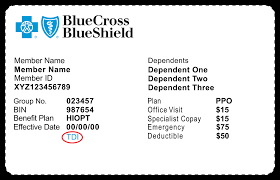 BlueCross
BlueShield
Member Name
Member Name
Member ID
XYZ123456789
Dependents
Dependent One
Dependent Two
Dependent Three
Group No. 023457
BIN 987654
Benefit Plan HIOPT
Effective Date 00/00/00
TDI
Plan PPO
Office Visit $15
Specialist Copay $15
Emergency $75
Deductible $50